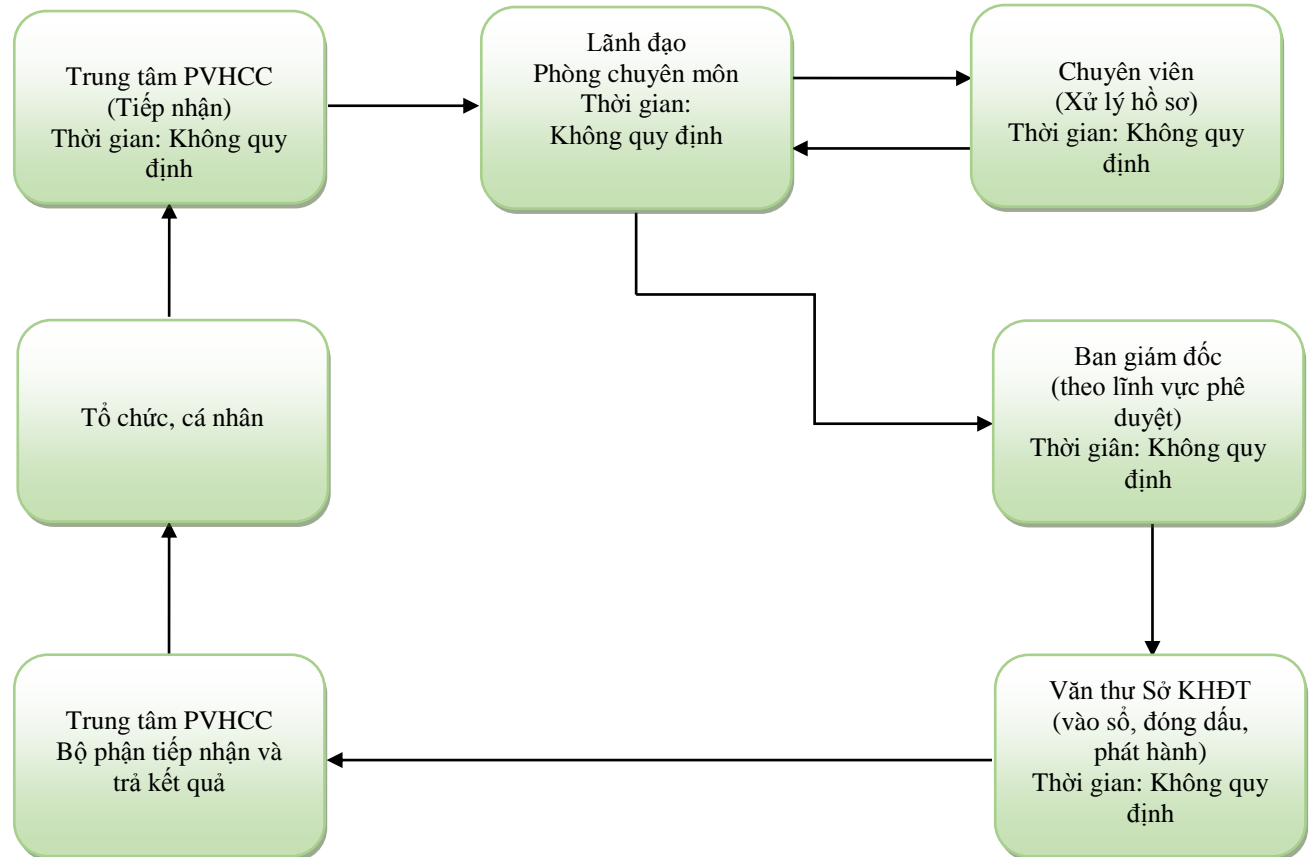 Trung tâm PVHCC
(Tiếp nhận)
Thời gian: Không quy
định
Lãnh đạo
Phòng chuyên môn
Thời gian:
Không quy định
Chuyên viên
(Xử lý hồ sơ)
Thời gian: Không quy
định
Tổ chức, cá nhân
Ban giám đốc
(theo lĩnh vực phê
duyệt)
Thời giân: Không quy
định
Trung tâm PVHCC
Bộ phận tiếp nhận và
trả kết quả
Văn thư Sở KHĐT
(vào sổ, đóng dấu,
phát hành)
Thời gian: Không quy
định